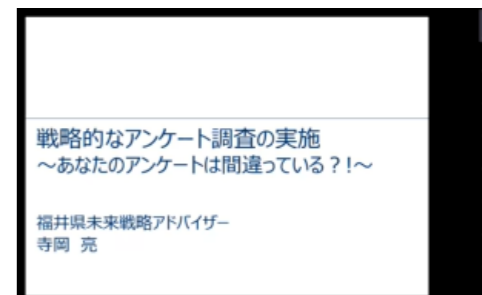 戦略的なアンケート調査の実施
～あなたのアンケートは間違っている？!～
福井県未来戦略アドバイザー
寺岡 亮